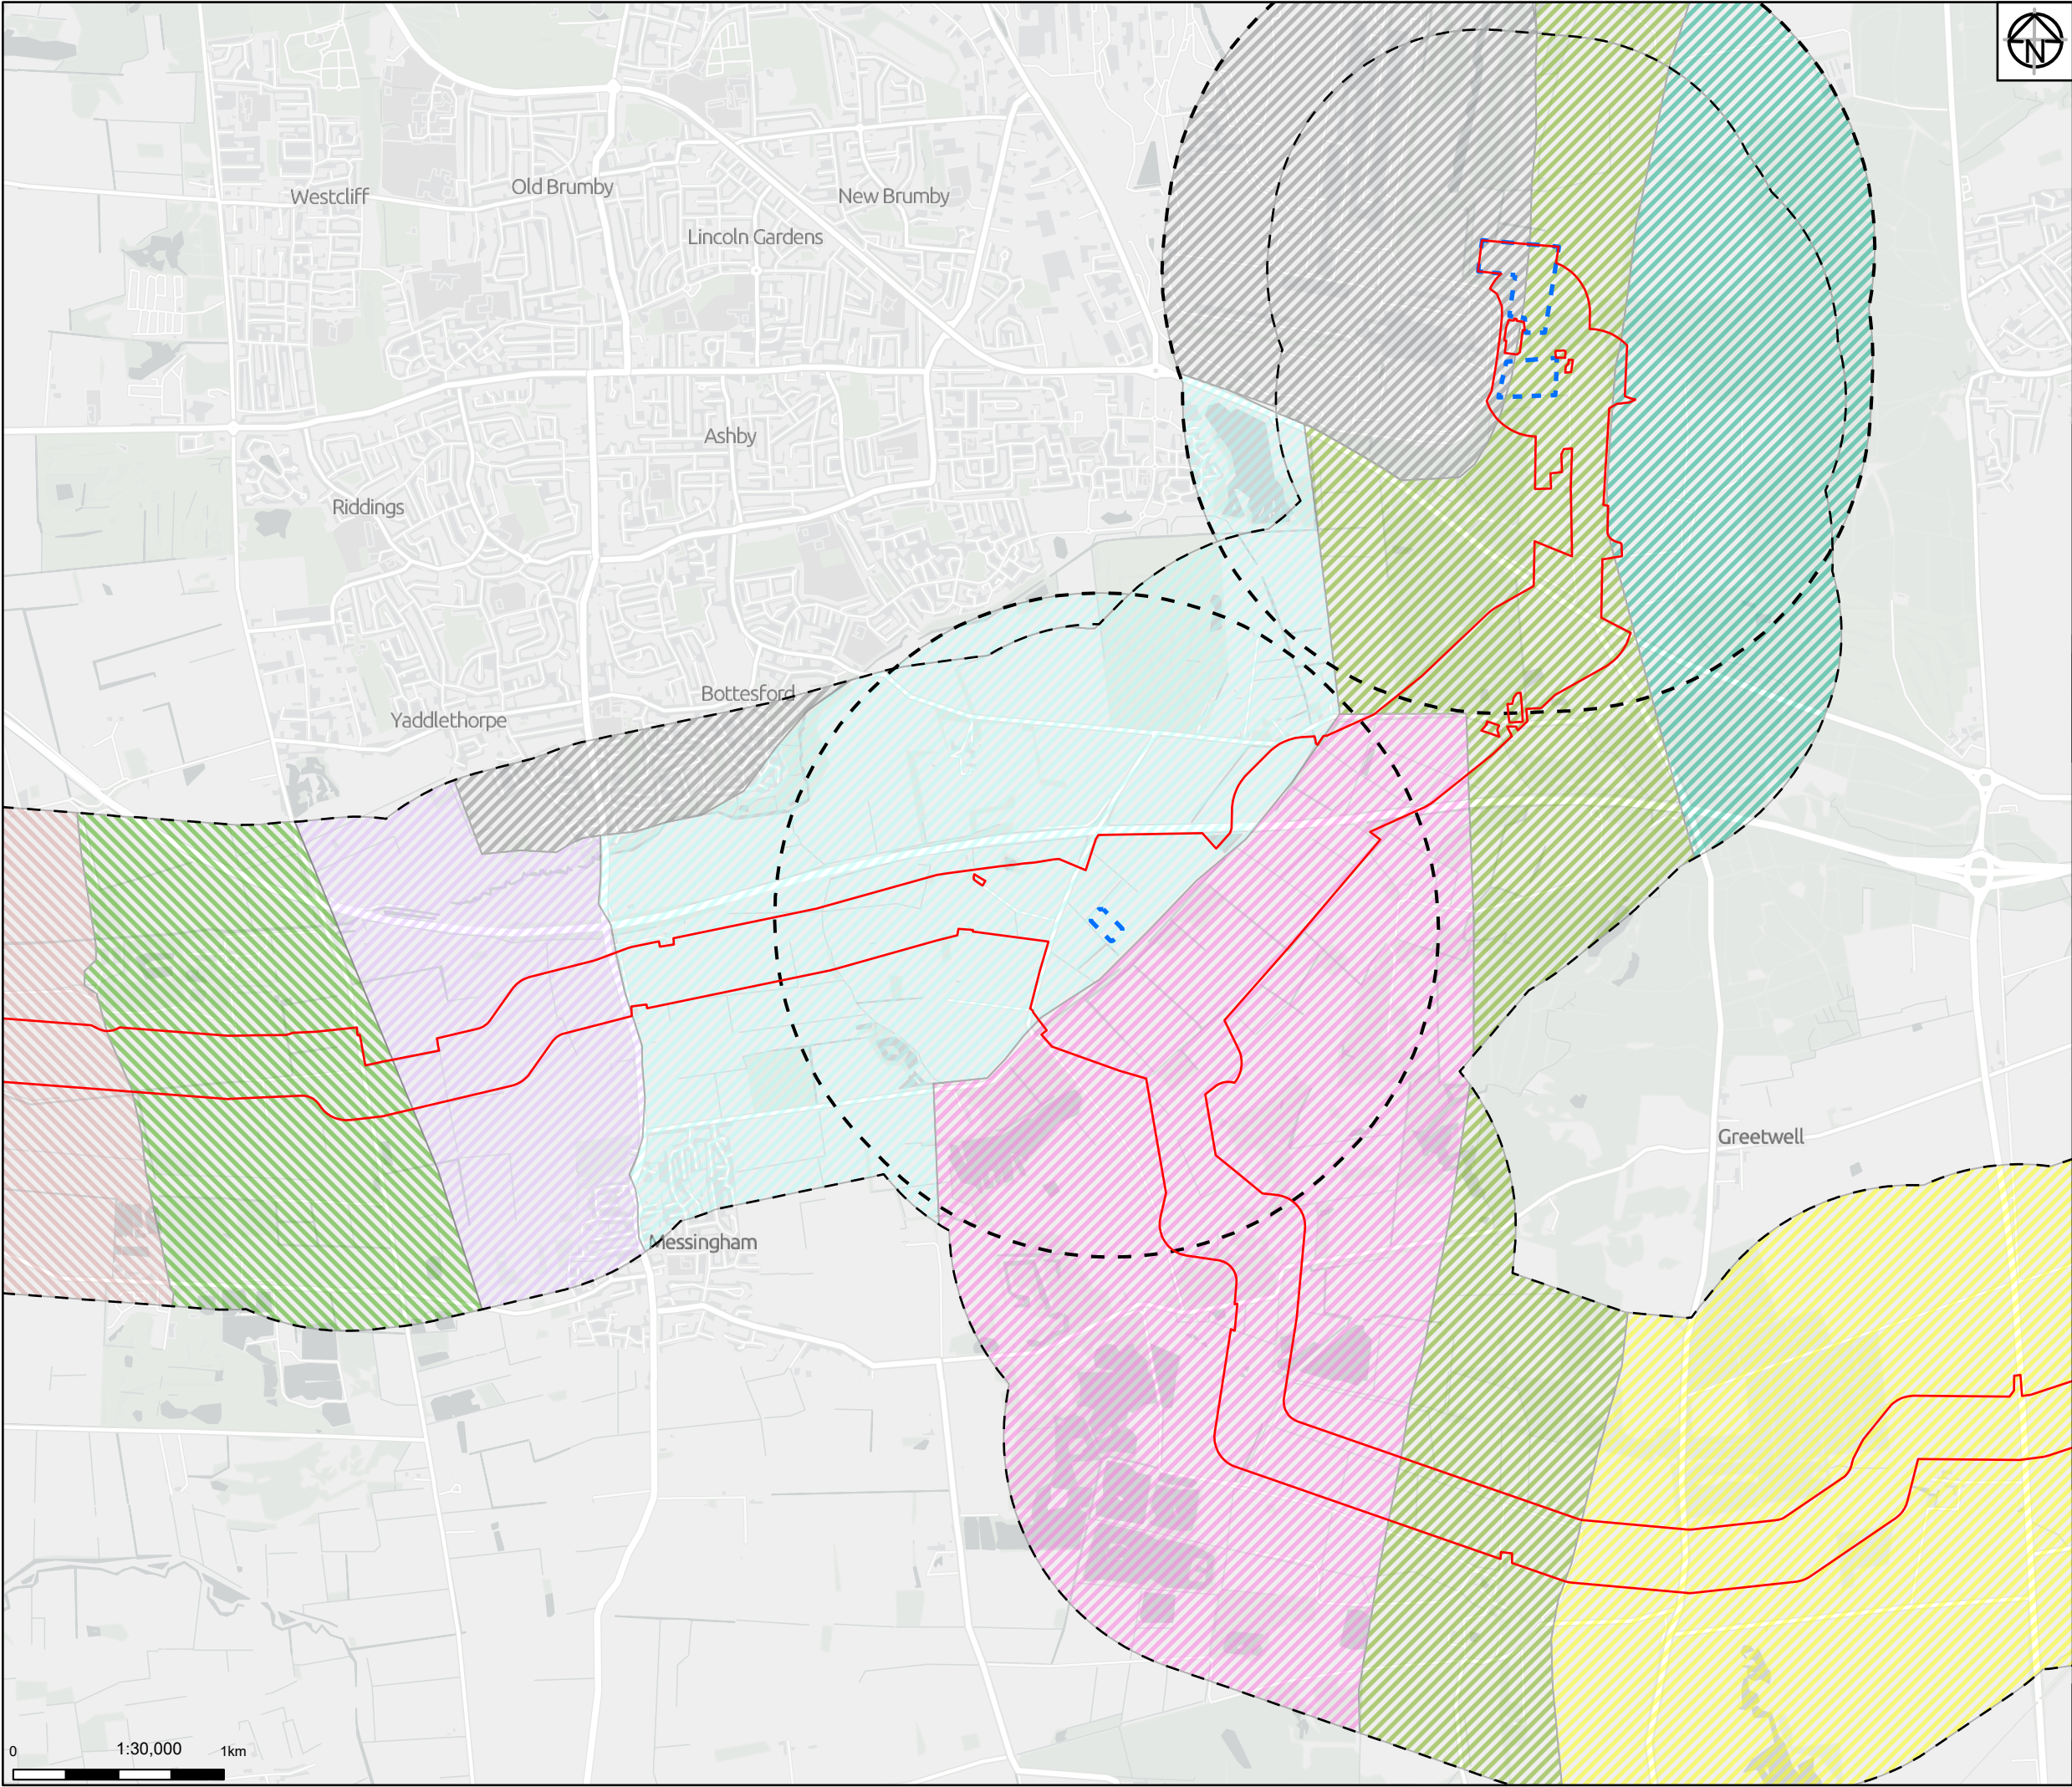 N
Westcliff
Old Brumby
New Brumby
Lincoln Gardens
Ashby
Riddings
Bottesford
Yaddlethorpe
Greetwell
Messingham
0 1:30,000 1km